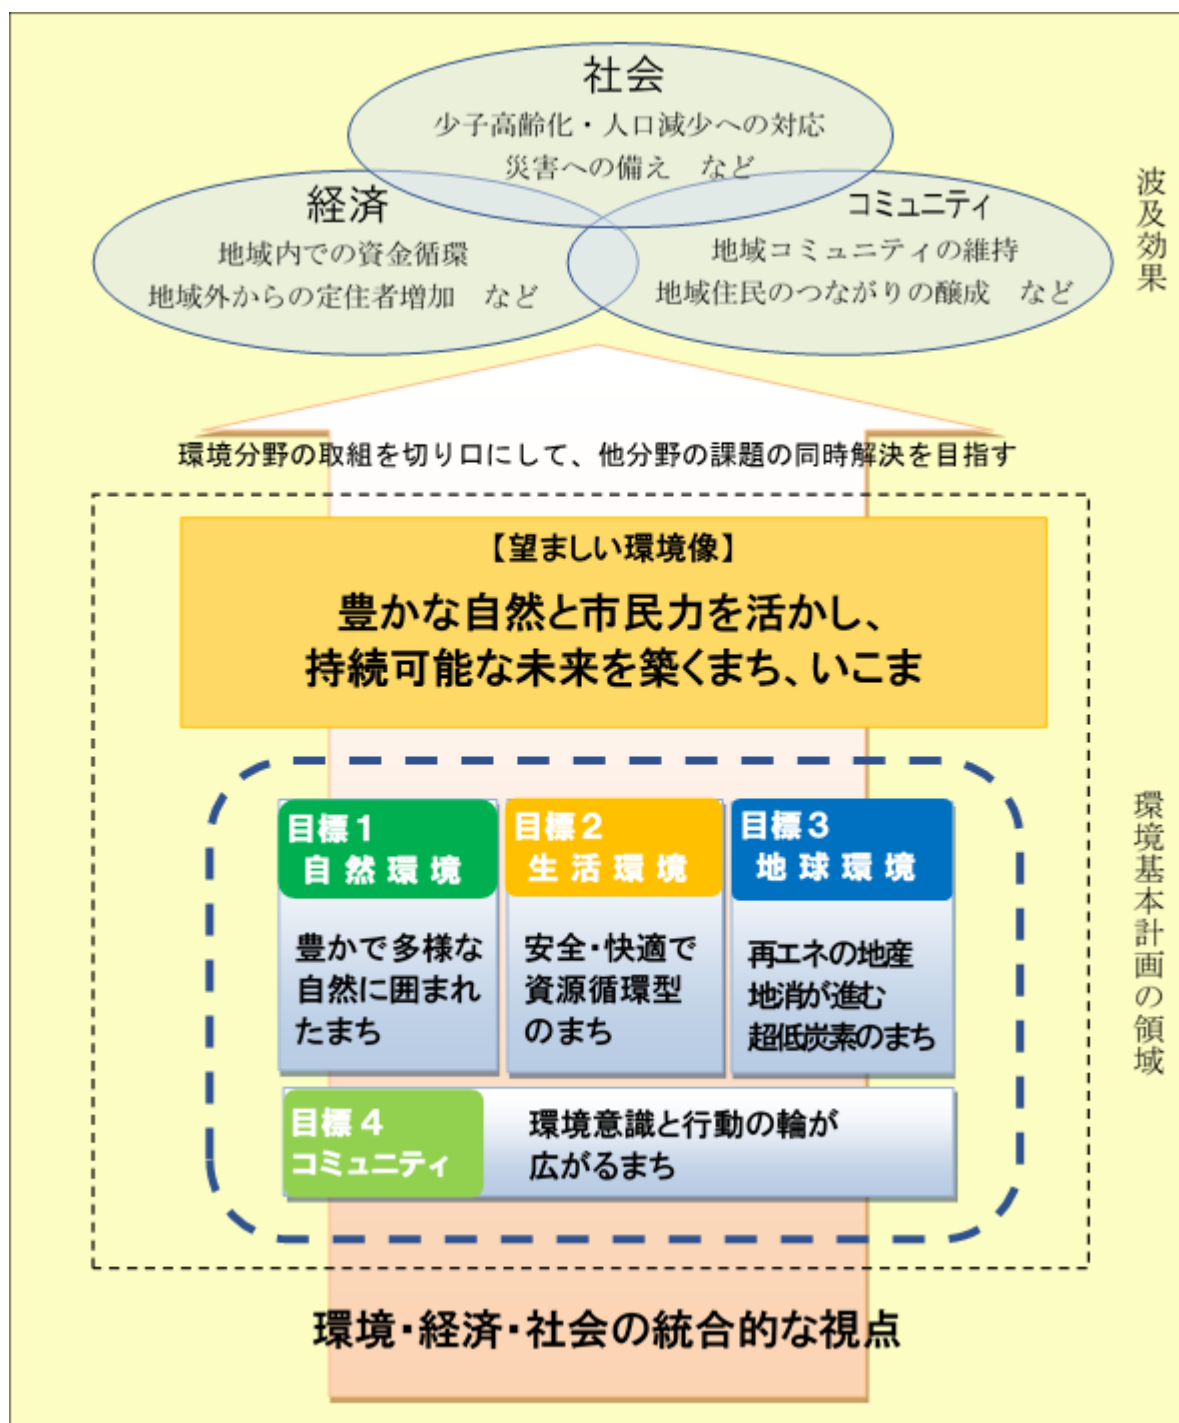 社会
少子高齢化・人口減少への対応
災害への備え　など
経済
地域内での資金循環
地域外からの定住者増加　など
コミュニティ
地域コミュニティの維持
地域住民のつながりの醸成　など
波及効果
環境分野の取組を切り口にして、他分野の課題の同時解決を目指す
【望ましい環境像】
豊かな自然と市民力を活かし、
持続可能な未来を築くまち、いこま
目標１
自然環境
豊かで多様な
自然に囲まれ
たまち
目標２
生活環境
安全・快適で
資源循環型
のまち
目標３
地球環境
再エネの地産
地消が進む
超低炭素のまち
目標４
コミュニティ
環境意識と行動の輪が
広がるまち
環境基本計画の領域
環境・経済・社会の統合的な視点